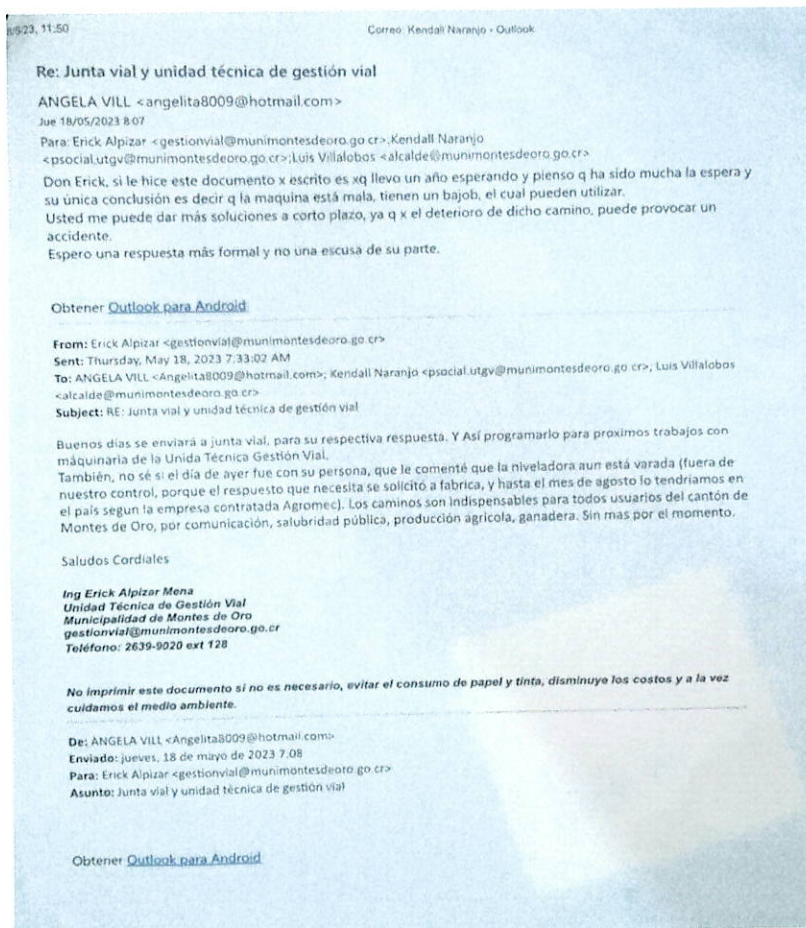 8/5/23, 11:50
Correo: Kendall Naranjo - Outlook
Re: Junta vial y unidad técnica de gestión vial
ANGELA VILL <angelita8009@hotmail.com>
Jue 18/05/2023 8:07
Para: Erick Alpizar <gestionvial@munimontesdeoro.go.cr>;Kendall Naranjo
<psocial.utgv@munimontesdeoro.go.cr>;Luis Villalobos <alcalde@munimontesdeoro.go.cr>
Don Erick, si le hice este documento x escrito es xq llevo un año esperando y pienso q ha sido mucha la espera y
su única conclusión es decir q la maquina está mala, tienen un bajob, el cual pueden utilizar.
Usted me puede dar más soluciones a corto plazo, ya q x el deterioro de dicho camino, puede provocar un
accidente.
Espero una respuesta más formal y no una escusa de su parte.
Obtener Outlook para Android
From: Erick Alpizar <gestionvial@munimontesdeoro.go.cr>
Sent: Thursday, May 18, 2023 7:33:02 AM
To: ANGELA VILL <Angelita8009@hotmail.com>; Kendall Naranjo <psocial.utgv@munimontesdeoro.go.cr>; Luis Villalobos
<alcalde@munimontesdeoro.go.cr>
Subject: RE: Junta vial y unidad técnica de gestión vial
Buenos días se enviará a junta vial, para su respectiva respuesta. Y Así programarlo para proximos trabajos con
máquinaria de la Unida Técnica Gestión Vial.
También, no sé si el día de ayer fue con su persona, que le comenté que la niveladora aun está varada (fuera de
nuestro control, porque el respuesto que necesita se solicitó a fabrica, y hasta el mes de agosto lo tendriamos en
el país segun la empresa contratada Agromec). Los caminos son indispensables para todos usuarios del cantón de
Montes de Oro, por comunicación, salubridad pública, producción agricola, ganadera. Sin mas por el momento.
Saludos Cordiales
Ing Erick Alpizar Mena
Unidad Técnica de Gestión Vial
Municipalidad de Montes de Oro
gestionvial@munimontesdeoro.go.cr
Teléfono: 2639-9020 ext 128
No imprimir este documento si no es necesario, evitar el consumo de papel y tinta, disminuye los costos y a la vez
cuidamos el medio ambiente.
De: ANGELA VILL <Angelita8009@hotmail.com>
Enviado: jueves, 18 de mayo de 2023 7:08
Para: Erick Alpizar <gestionvial@munimontesdeoro.go.cr>
Asunto: Junta vial y unidad técnica de gestión vial
Obtener Outlook para Android